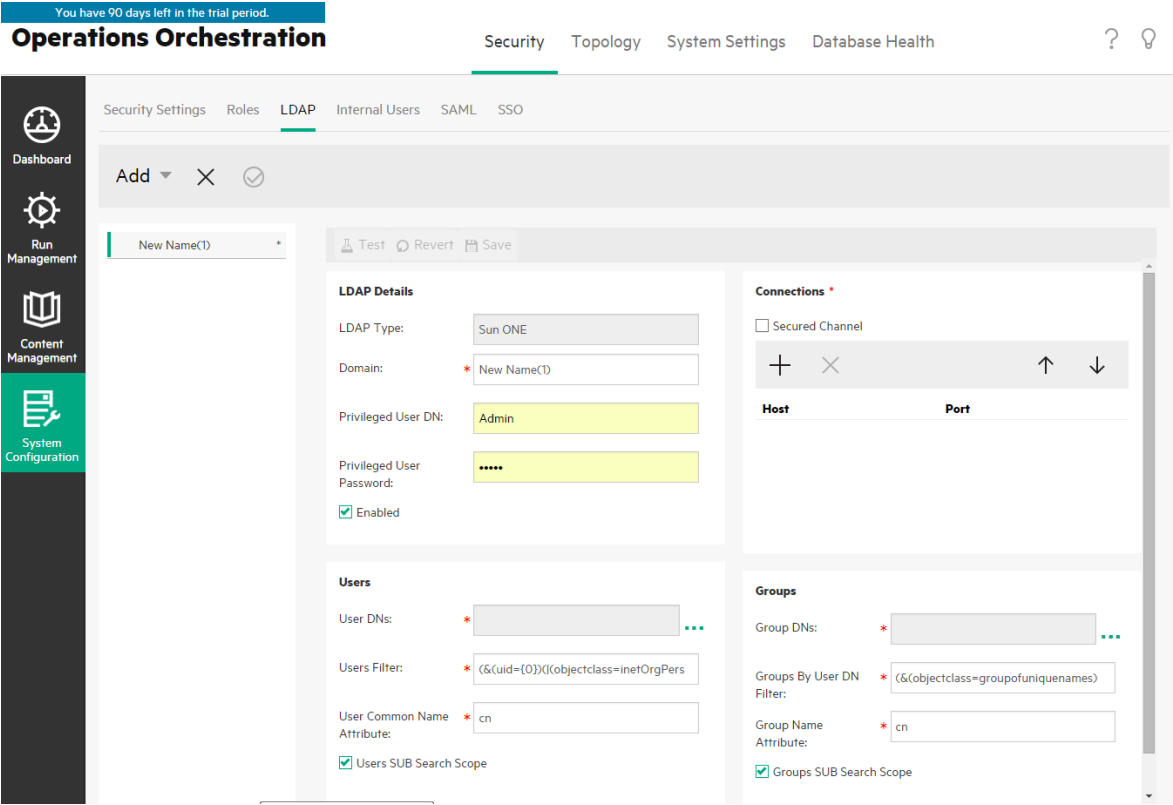 You have 90 days left in the trial period.
Operations Orchestration
Security Topology System Settings Database Health
Dashboard
Run
Management
Content
Management
System
Configuration
Security Settings Roles LDAP Internal Users SAML SSO
Add
New Name(1) *
Test Revert Save
LDAP Details
LDAP Type: Sun ONE
Domain: * New Name(1)
Privileged User DN: Admin
Privileged User
Password: •••••
Enabled
Connections *
Secured Channel
Host Port
Users
User DNs: * ...
Users Filter: * (&(uid={0})(|(objectclass=inetOrgPers
User Common Name
Attribute: * cn
Users SUB Search Scope
Groups
Group DNs: * ...
Groups By User DN
Filter: * (&(objectclass=groupofuniquenames)
Group Name
Attribute: * cn
Groups SUB Search Scope